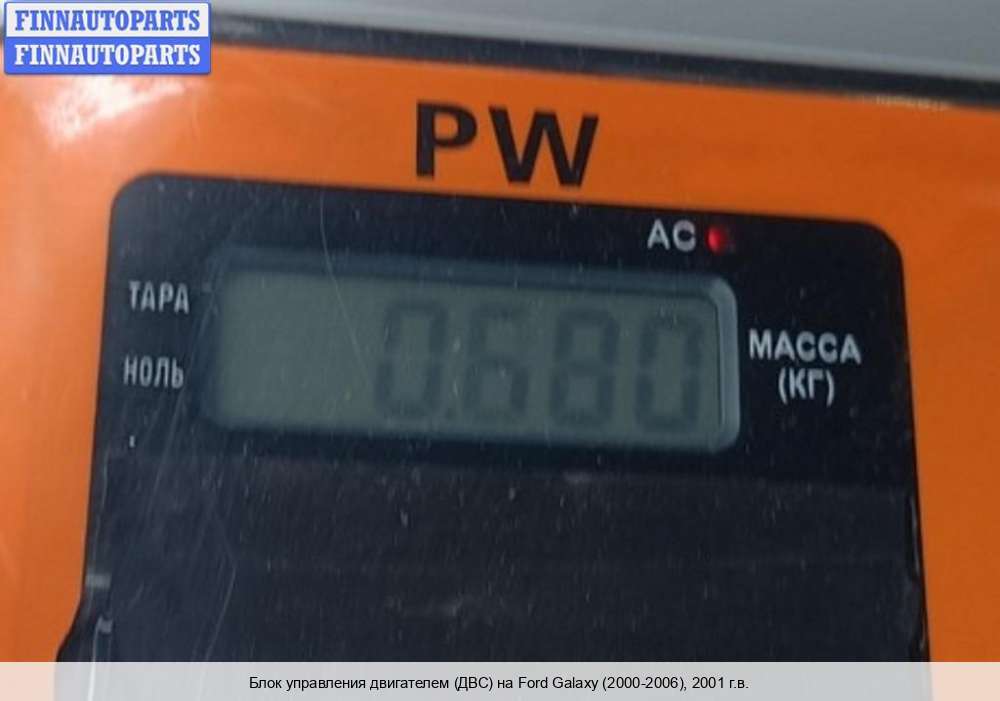 FINNAUTOPARTS
FINNAUTOPARTS
PW
AC
ТАРА
0.680
МАССА
(КГ)
НОЛЬ
Блок управления двигателем (ДВС) на Ford Galaxy (2000-2006), 2001 г.в.